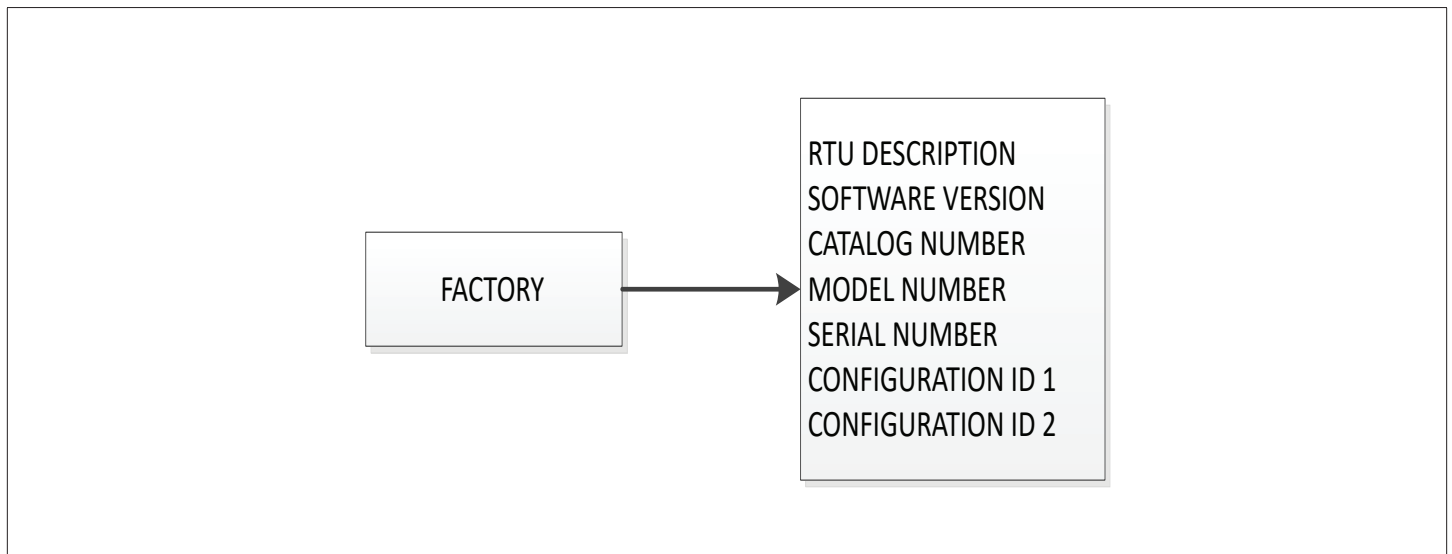 FACTORY
RTU DESCRIPTION
SOFTWARE VERSION
CATALOG NUMBER
MODEL NUMBER
SERIAL NUMBER
CONFIGURATION ID 1
CONFIGURATION ID 2